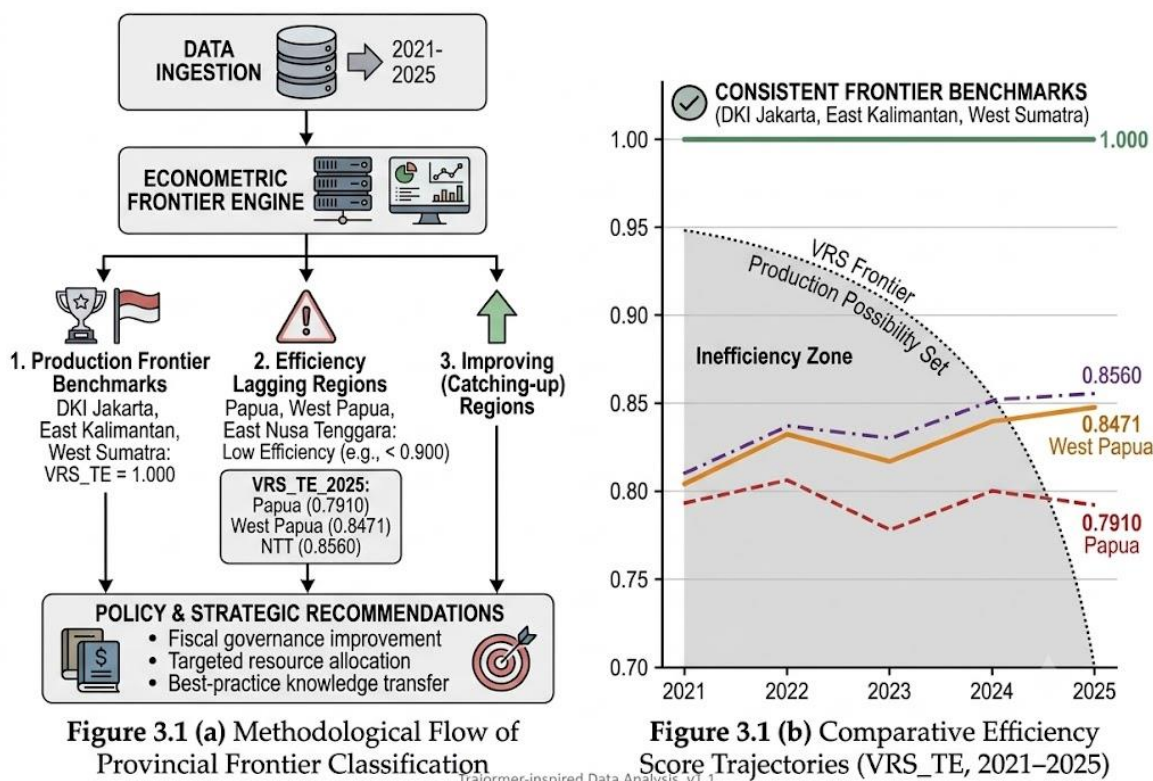 DATA
INGESTION
2021-
2025
ECONOMETRIC
FRONTIER ENGINE
1. Production Frontier
Benchmarks
DKI Jakarta,
East Kalimantan,
West Sumatra:
VRS_TE = 1.000
2. Efficiency
Lagging Regions
Papua, West Papua,
East Nusa Tenggara:
Low Efficiency (e.g., < 0.900)
VRS_TE_2025:
Papua (0.7910)
West Papua (0.8471)
NTT (0.8560)
3. Improving
(Catching-up)
Regions
POLICY & STRATEGIC RECOMMENDATIONS
$
• Fiscal governance improvement
• Targeted resource allocation
• Best-practice knowledge transfer
Figure 3.1 (a) Methodological Flow of
Provincial Frontier Classification
CONSISTENT FRONTIER BENCHMARKS
(DKI Jakarta, East Kalimantan, West Sumatra)
1.00
1.000
0.95
VRS Frontier
Production Possibility Set
0.90
Inefficiency Zone
0.8560
0.85
0.8471
West Papua
0.80
0.7910
Papua
0.75
0.70
2021 2022 2023 2024 2025
Figure 3.1 (b) Comparative Efficiency
Score Trajectories (VRS_TE, 2021–2025)
Data Analysis, v1.1